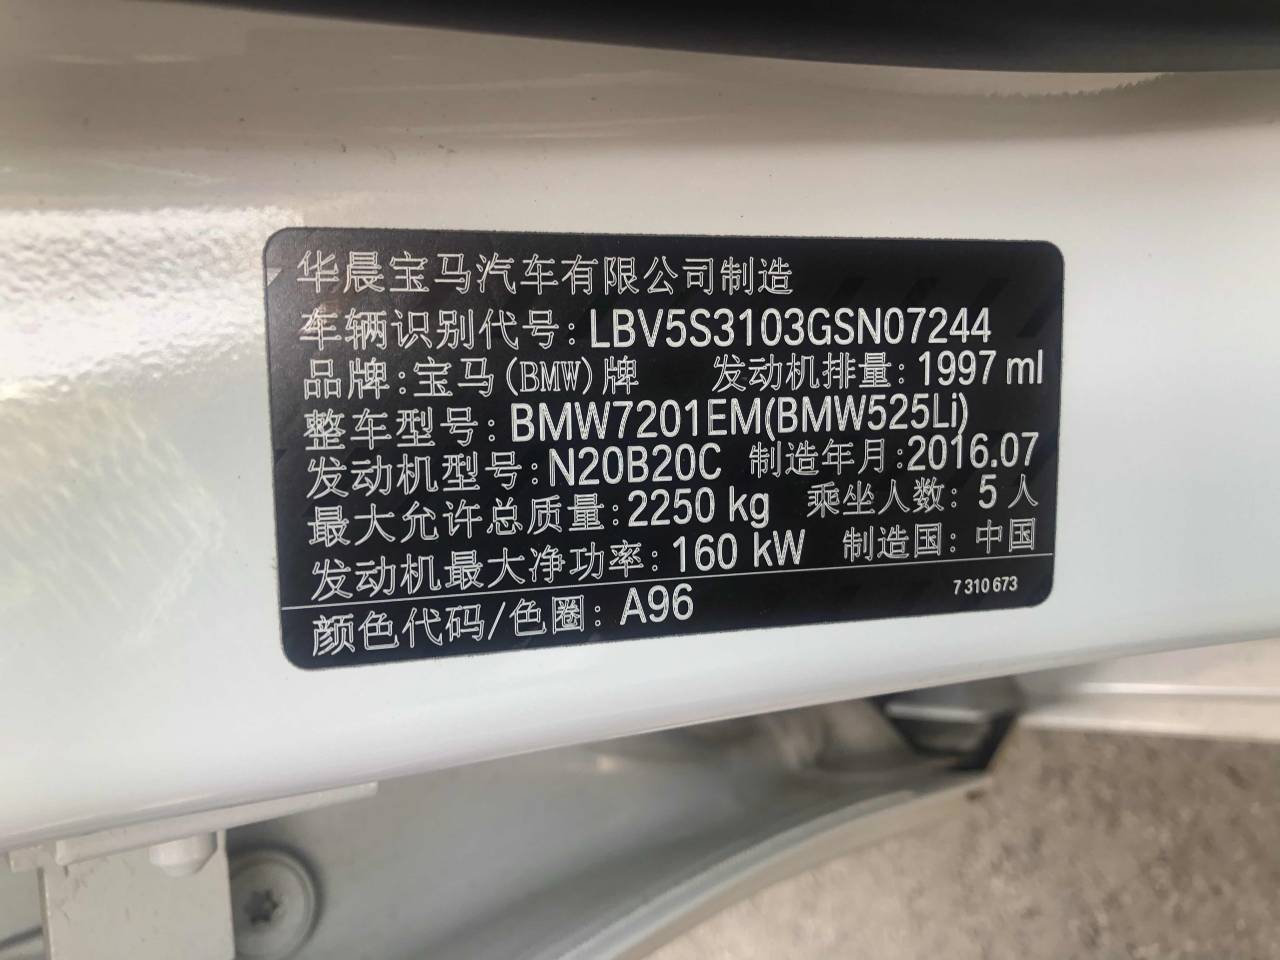 华晨宝马汽车有限公司制造
车辆识别代号: LBV5S3103GSN07244
品牌: 宝马(BMW)牌 发动机排量: 1997 ml
整车型号: BMW7201EM(BMW525Li)
发动机型号: N20B20C 制造年月: 2016.07
最大允许总质量: 2250 kg 乘坐人数: 5 人
发动机最大净功率: 160 kW 制造国: 中国
颜色代码/色圈: A96 7 310 673